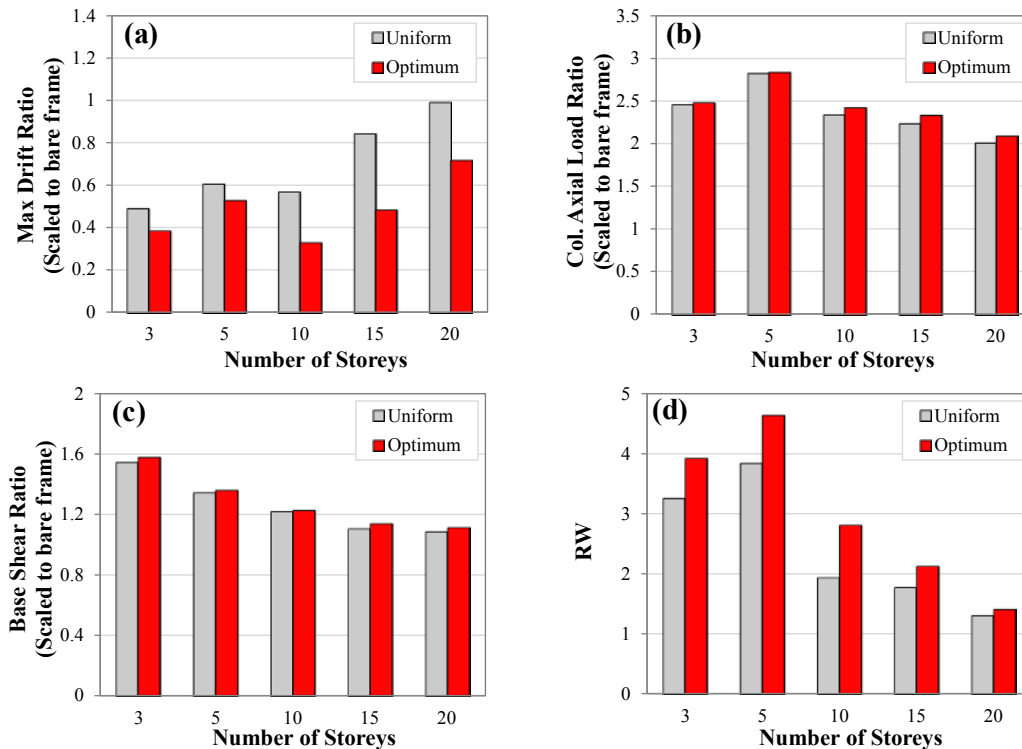 (a)
Uniform
Optimum
1.4
1.2
1
0.8
0.6
0.4
0.2
0
Max Drift Ratio
(Scaled to bare frame)
3 5 10 15 20
Number of Storeys
(b)
Uniform
Optimum
3.5
3
2.5
2
1.5
1
0.5
0
Col. Axial Load Ratio
(Scaled to bare frame)
3 5 10 15 20
Number of Storeys
(c)
Uniform
Optimum
2
1.6
1.2
0.8
0.4
0
Base Shear Ratio
(Scaled to bare frame)
3 5 10 15 20
Number of Storeys
(d)
Uniform
Optimum
5
4
3
2
1
0
RW
3 5 10 15 20
Number of Storeys